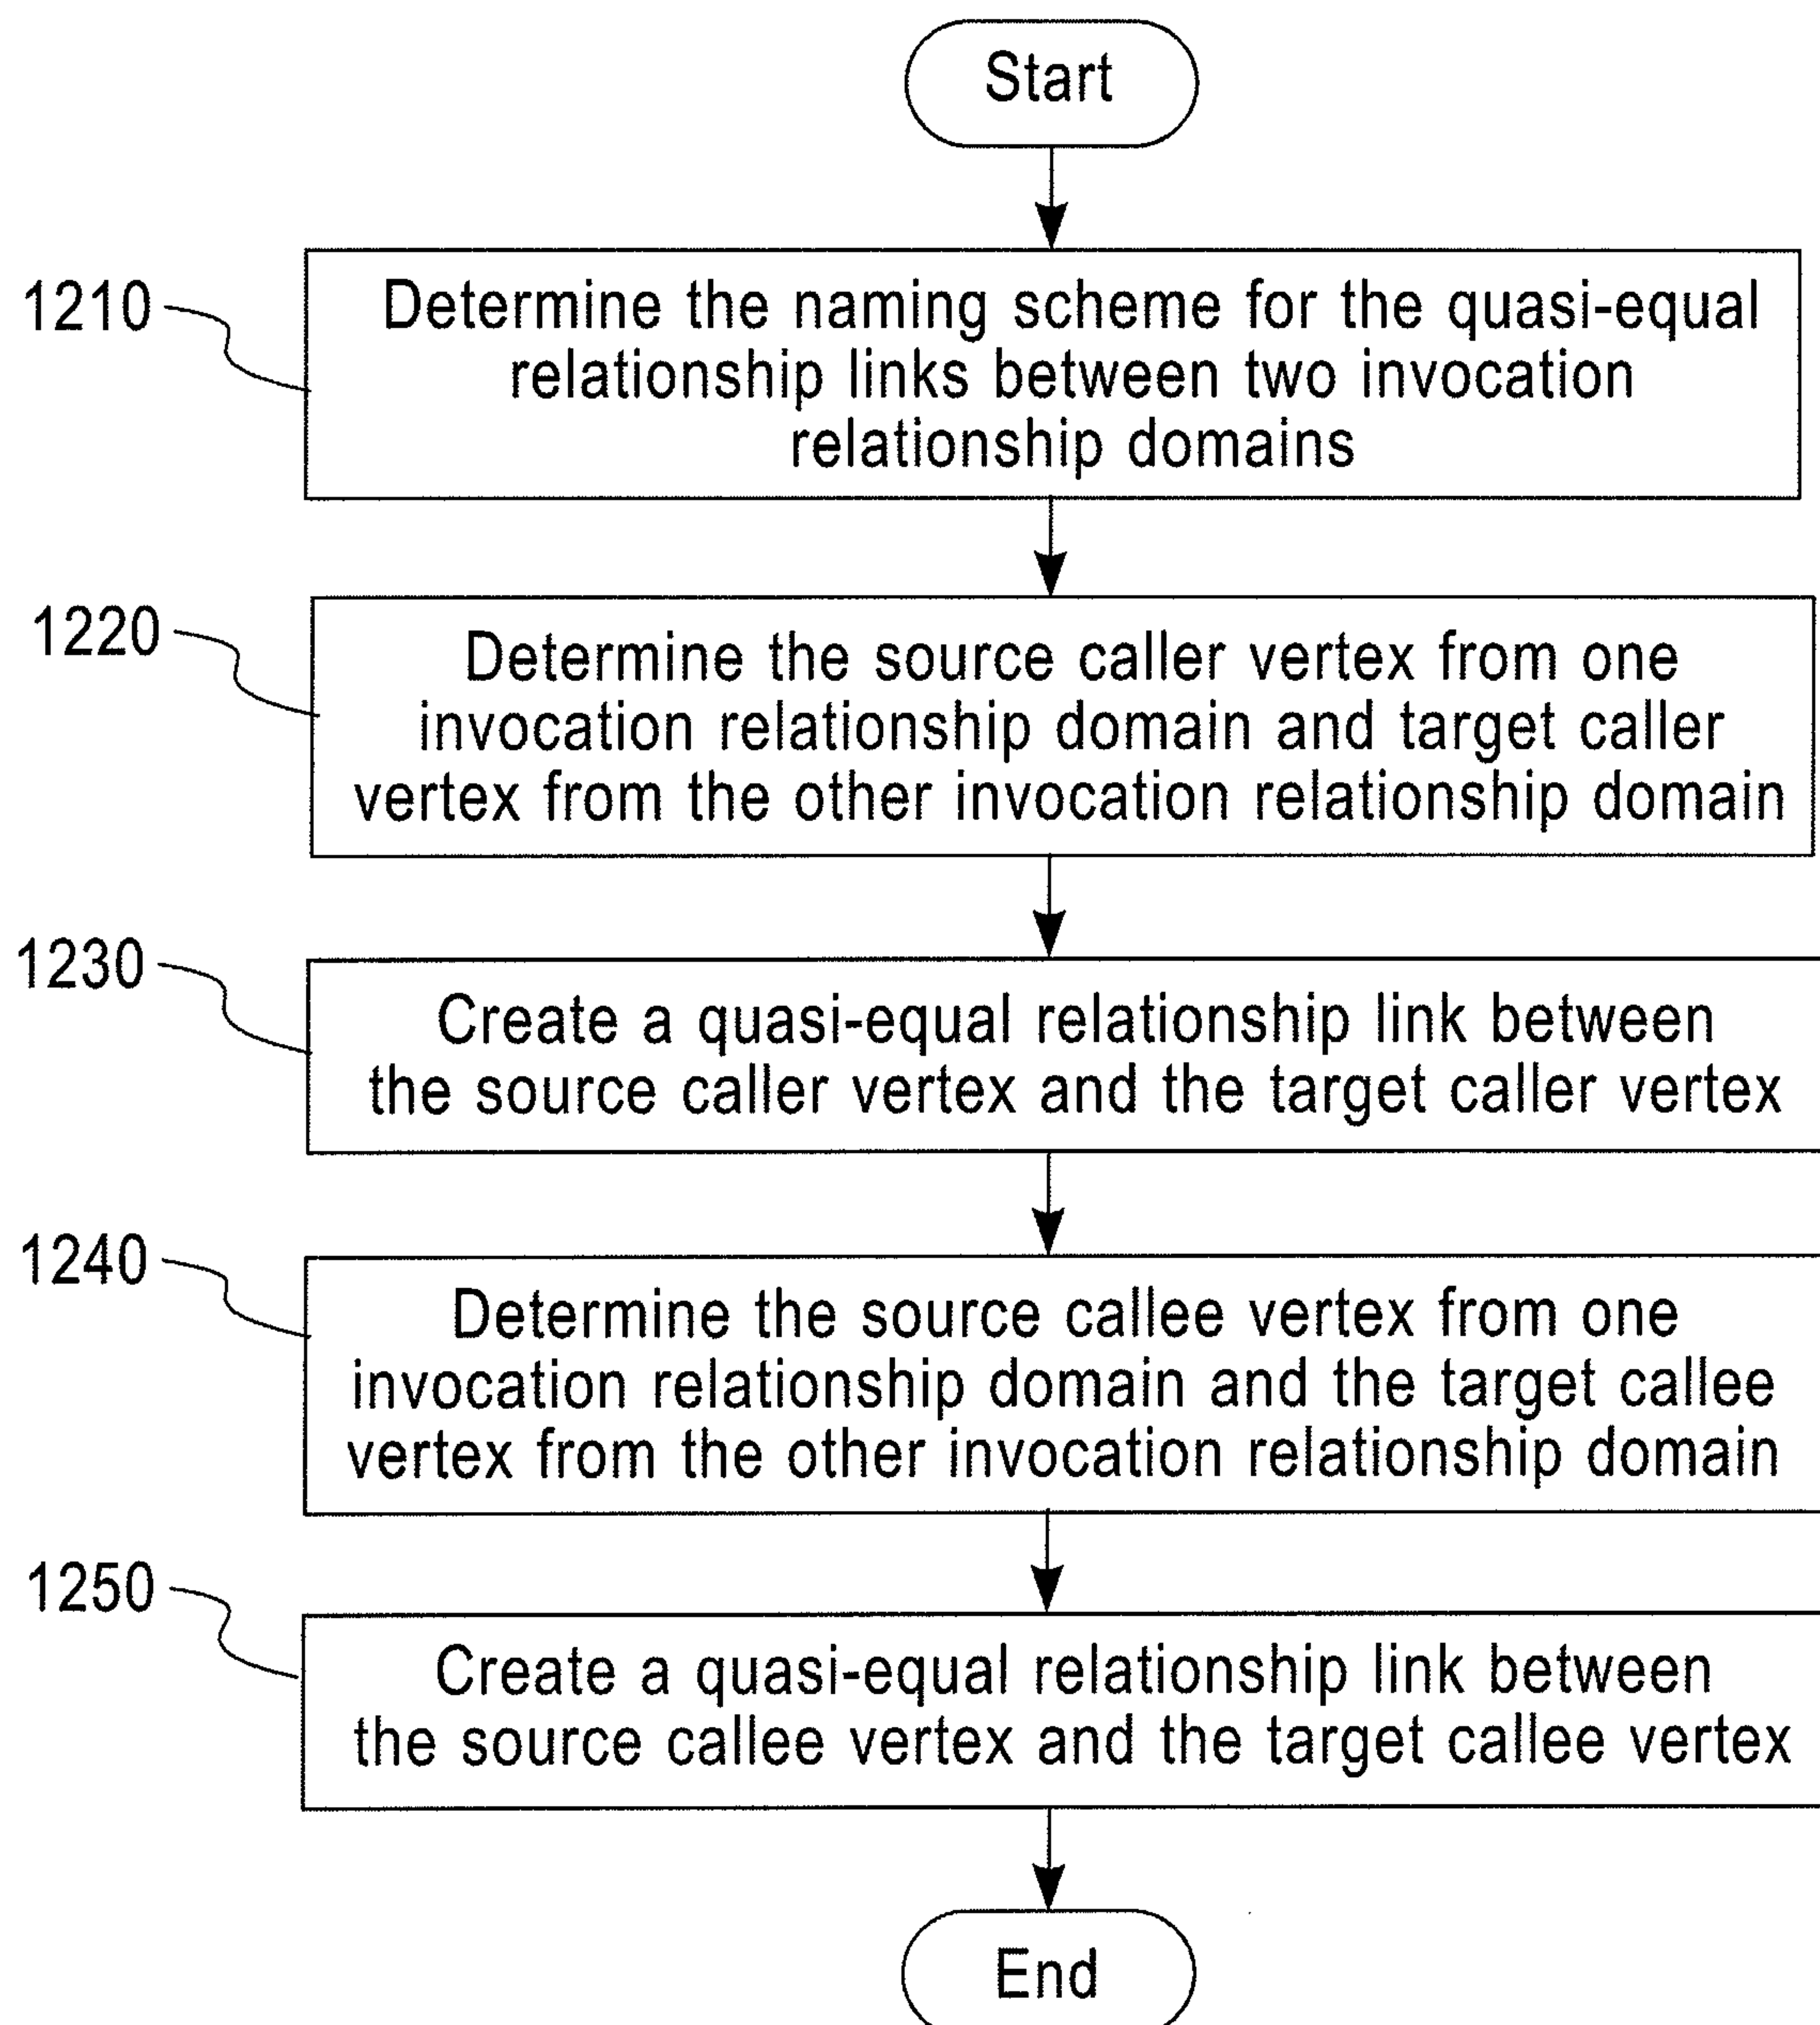 Start
1210
Determine the naming scheme for the quasi-equal
relationship links between two invocation
relationship domains
1220
Determine the source caller vertex from one
invocation relationship domain and target caller
vertex from the other invocation relationship domain
1230
Create a quasi-equal relationship link between
the source caller vertex and the target caller vertex
1240
Determine the source callee vertex from one
invocation relationship domain and the target callee
vertex from the other invocation relationship domain
1250
Create a quasi-equal relationship link between
the source callee vertex and the target callee vertex
End